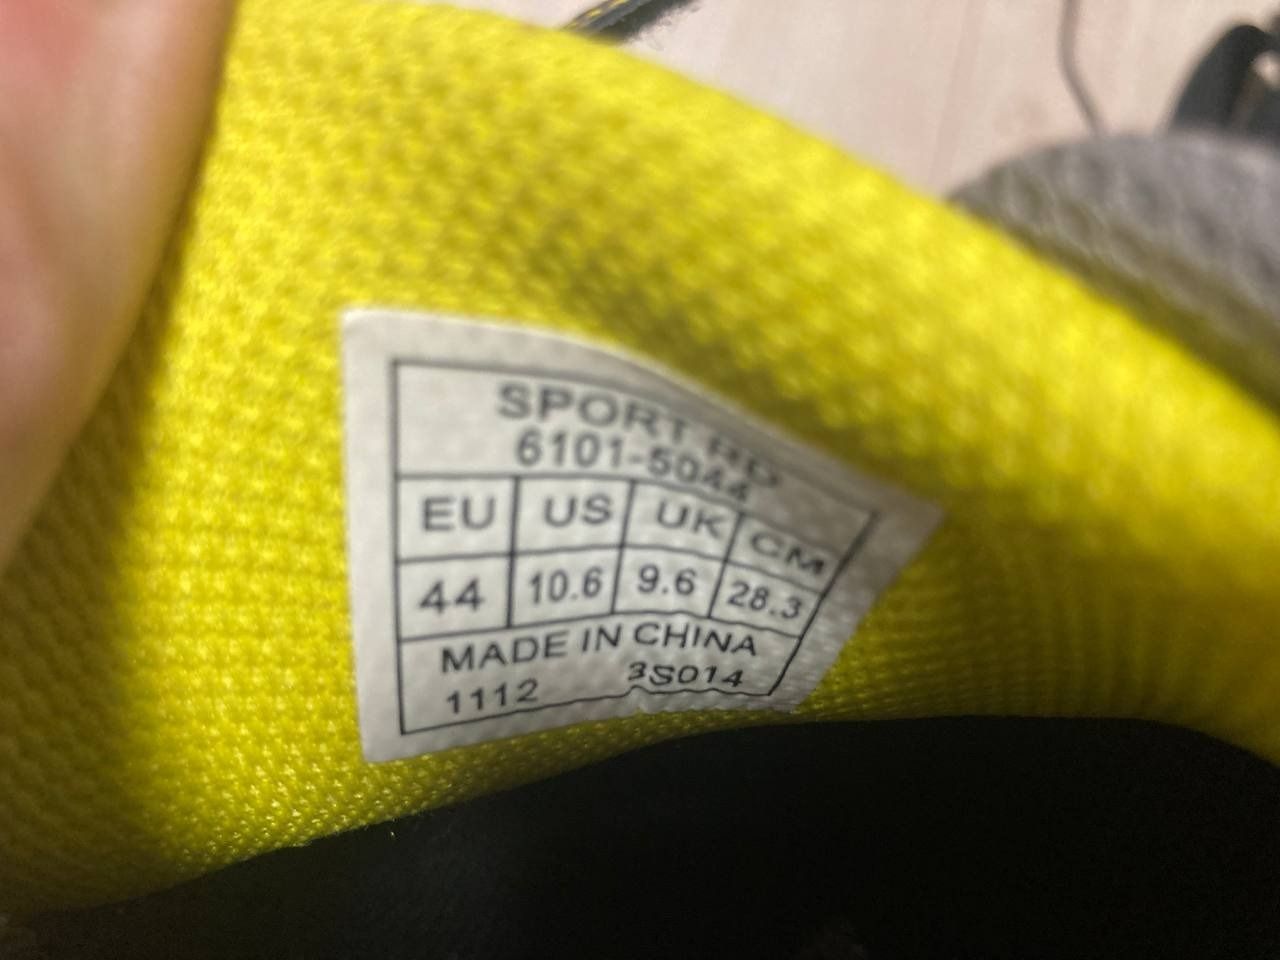 SPORT RD
6101-5044
EU US UK CM
44 10.6 9.6 28.3
MADE IN CHINA
1112 3S014